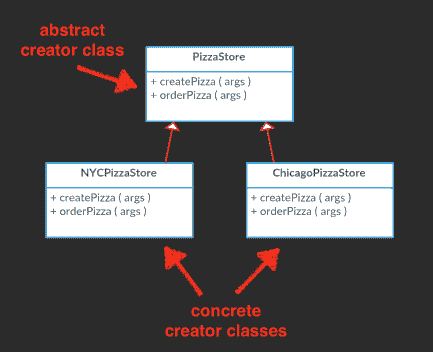 abstract
creator class
PizzaStore
+ createPizza ( args )
+ orderPizza ( args )
NYCPizzaStore
+ createPizza ( args )
+ orderPizza ( args )
ChicagoPizzaStore
+ createPizza ( args )
+ orderPizza ( args )
concrete
creator classes